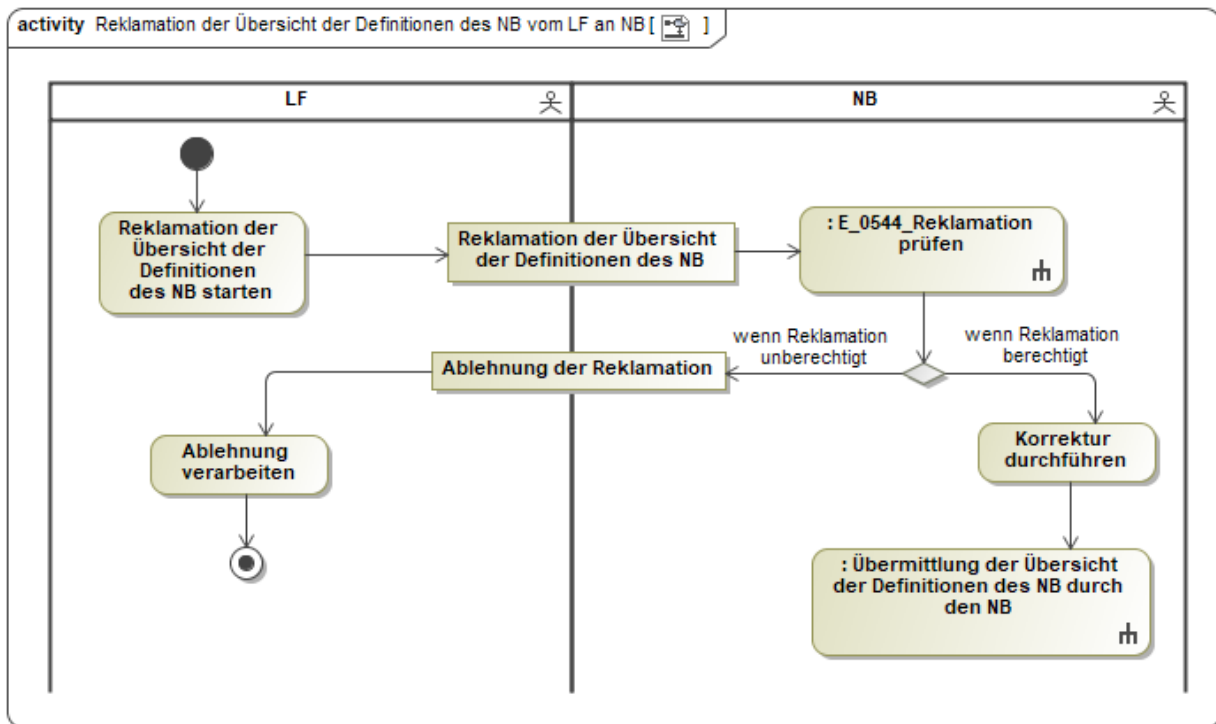 activity Reklamation der Übersicht der Definitionen des NB vom LF an NB [ ]
LF
NB
Reklamation der
Übersicht der
Definitionen
des NB starten
Reklamation der Übersicht
der Definitionen des NB
: E_0544_Reklamation
prüfen
wenn Reklamation
unberechtigt
wenn Reklamation
berechtigt
Ablehnung der Reklamation
Ablehnung
verarbeiten
Korrektur
durchführen
: Übermittlung der Übersicht
der Definitionen des NB durch
den NB